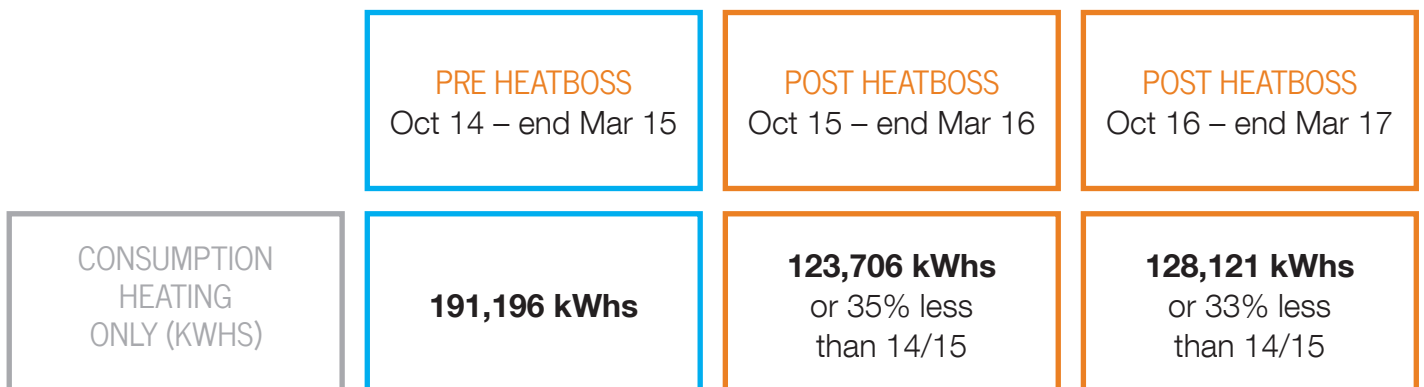 PRE HEATBOSS
Oct 14 – end Mar 15
POST HEATBOSS
Oct 15 – end Mar 16
POST HEATBOSS
Oct 16 – end Mar 17
CONSUMPTION
HEATING
ONLY (KWHS)
191,196 kWhs
123,706 kWhs
or 35% less
than 14/15
128,121 kWhs
or 33% less
than 14/15